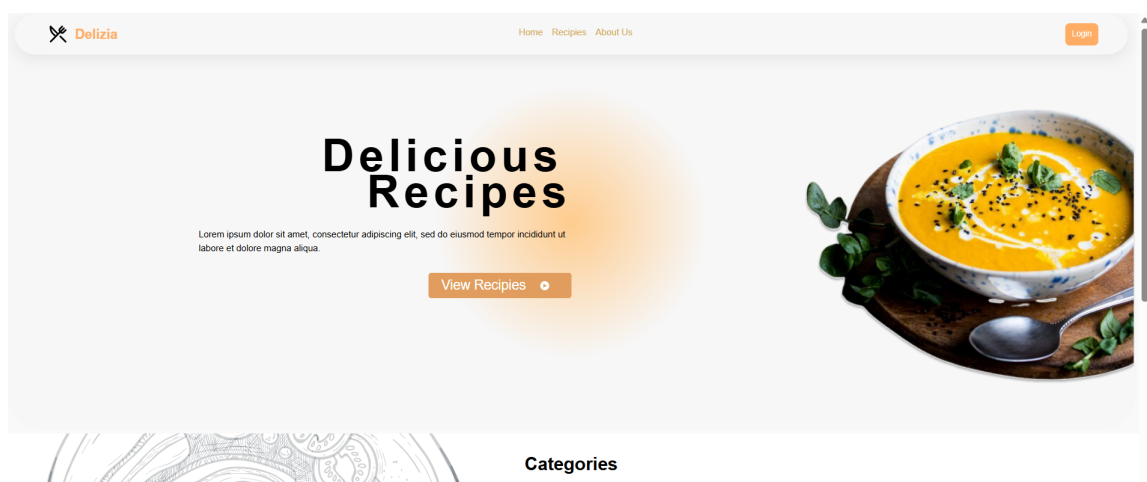 Delizia
Home Recipies About Us
Login
Delicious
Recipes
Lorem ipsum dolor sit amet, consectetur adipiscing elit, sed do eiusmod tempor incididunt ut
labore et dolore magna aliqua.
View Recipies
Categories